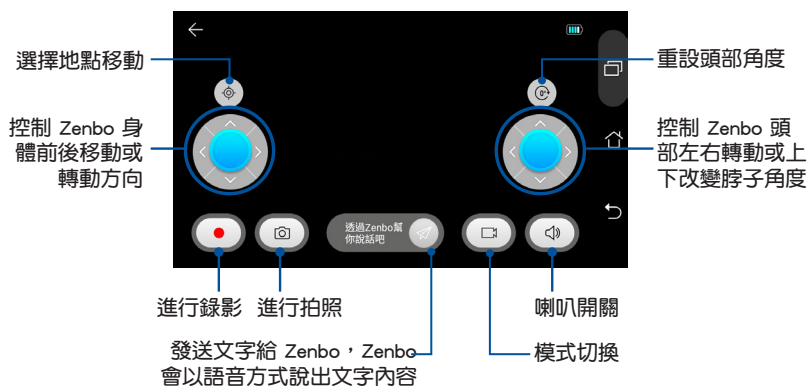 選擇地點移動
重設頭部角度
控制 Zenbo 身
體前後移動或
轉動方向
控制 Zenbo 頭
部左右轉動或上
下改變脖子角度
透過Zenbo幫
你說話吧
進行錄影
進行拍照
喇叭開關
發送文字給 Zenbo，Zenbo
會以語音方式說出文字內容
模式切換